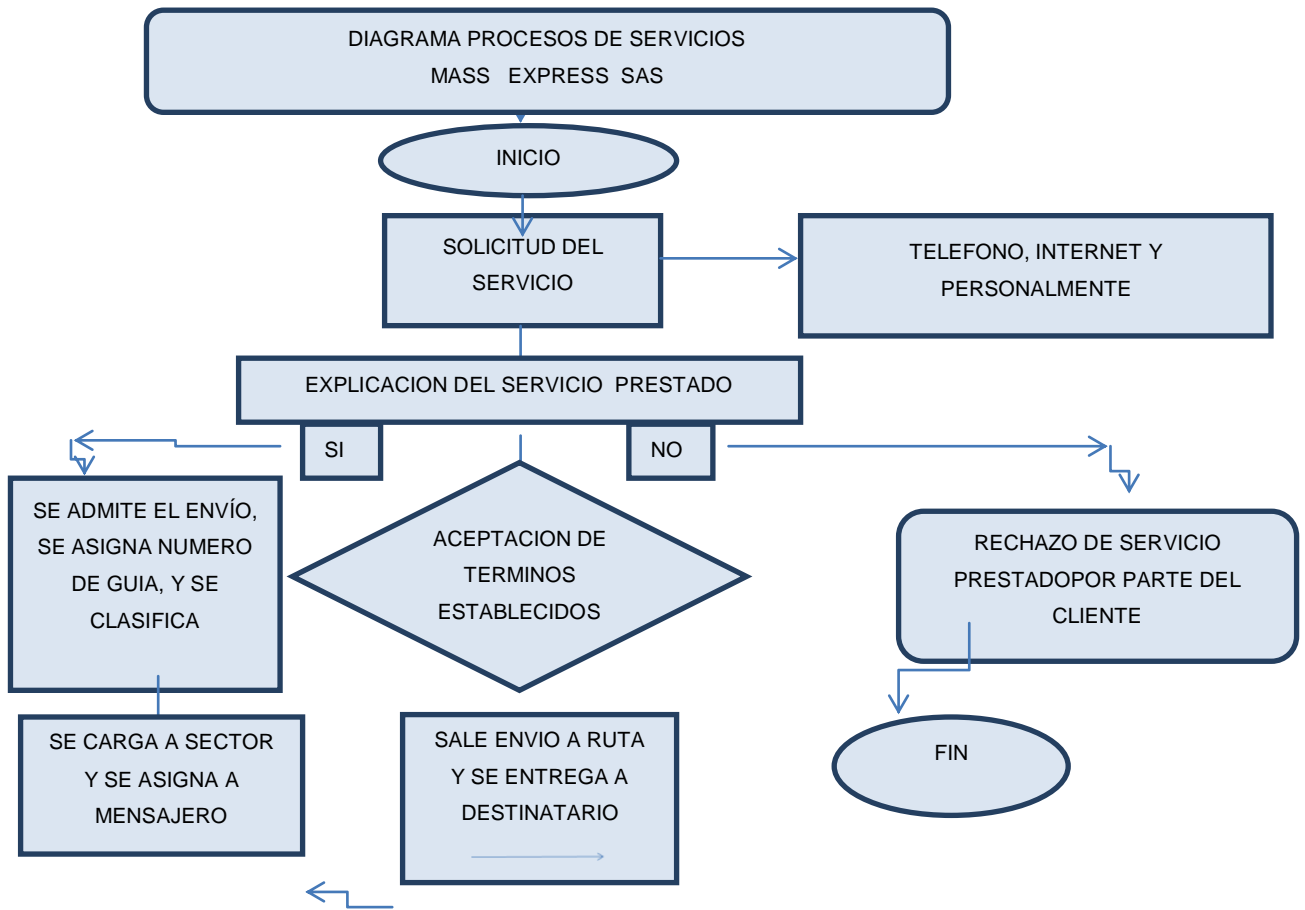 DIAGRAMA PROCESOS DE SERVICIOS
MASS EXPRESS SAS
INICIO
SOLICITUD DEL
SERVICIO
TELEFONO, INTERNET Y
PERSONALMENTE
EXPLICACION DEL SERVICIO PRESTADO
SI
NO
SE ADMITE EL ENVÍO,
SE ASIGNA NUMERO
DE GUIA, Y SE
CLASIFICA
ACEPTACION DE
TERMINOS
ESTABLECIDOS
RECHAZO DE SERVICIO
PRESTADOPOR PARTE DEL
CLIENTE
SE CARGA A SECTOR
Y SE ASIGNA A
MENSAJERO
SALE ENVIO A RUTA
Y SE ENTREGA A
DESTINATARIO
FIN